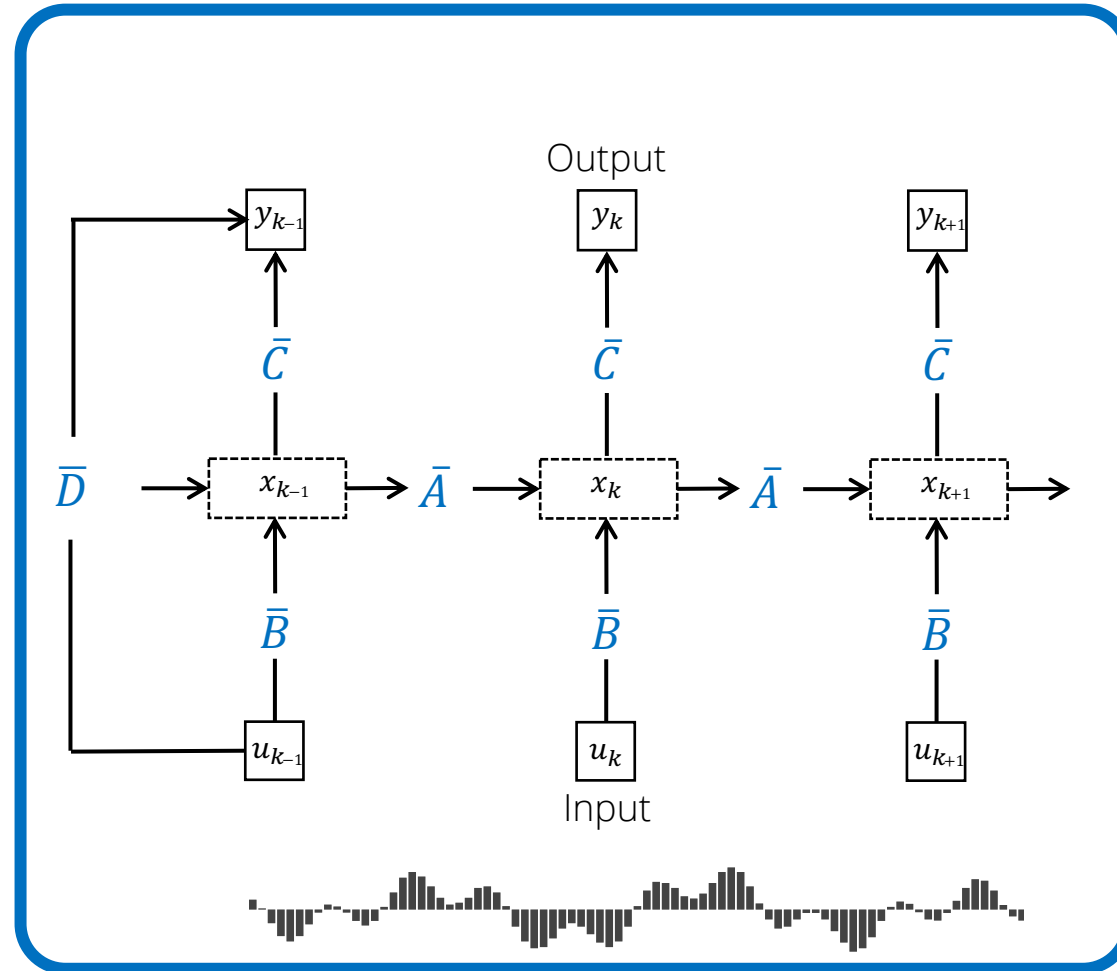 Output
y_{k−1} y_k y_{k+1}
C̄ C̄ C̄
D̄ x_{k−1} Ā x_k Ā x_{k+1}
B̄ B̄ B̄
u_{k−1} u_k u_{k+1}
Input